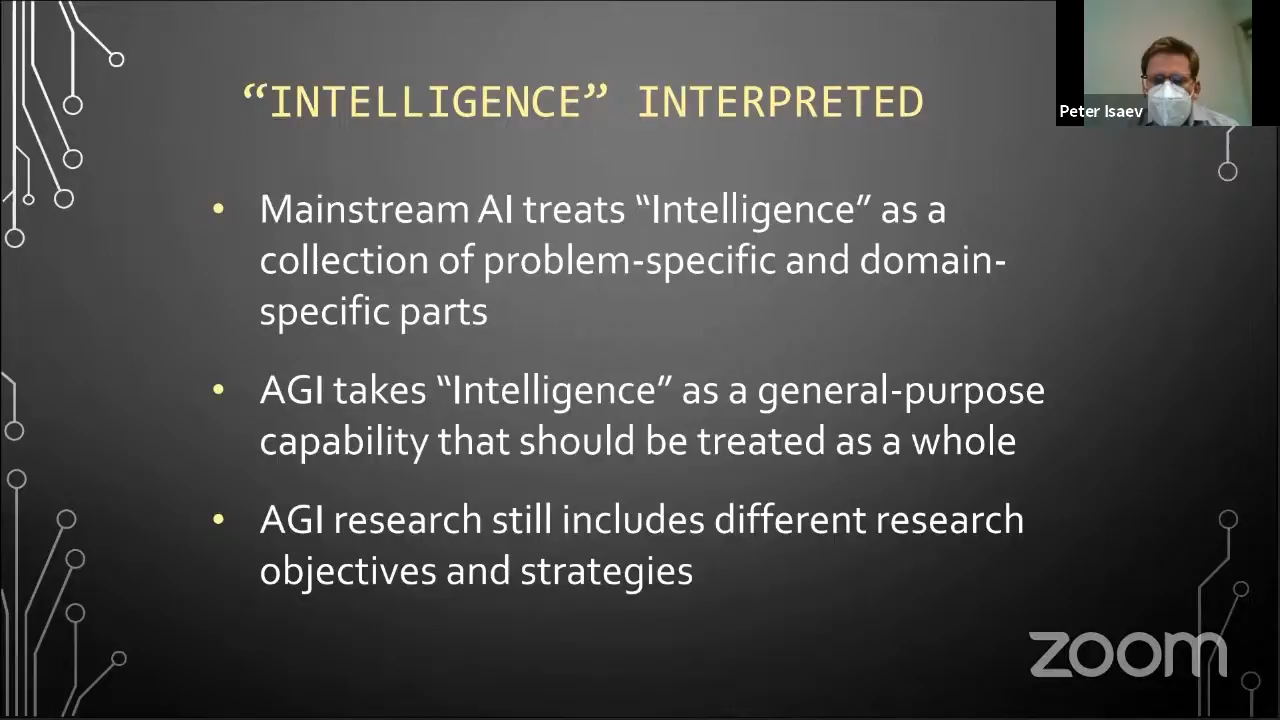 “INTELLIGENCE” INTERPRETED
Peter Isaev
• Mainstream AI treats “Intelligence” as a
collection of problem-specific and domain-
specific parts
• AGI takes “Intelligence” as a general-purpose
capability that should be treated as a whole
• AGI research still includes different research
objectives and strategies
zoom